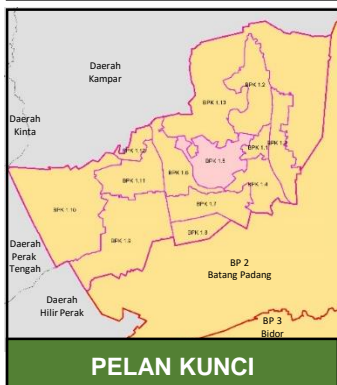 Daerah
Kampar
BPK 1.2
BPK 1.13
Daerah
Kinta
BPK 1.12
BPK 1.1
BPK 1.5
BPK 1.6
BPK 1.11
BPK 1.4
BPK 1.10
BPK 1.7
BPK 1.8
Daerah
Perak
Tengah
BP 2
Batang Padang
Daerah
Hilir Perak
BP 3
Bidor
PELAN KUNCI